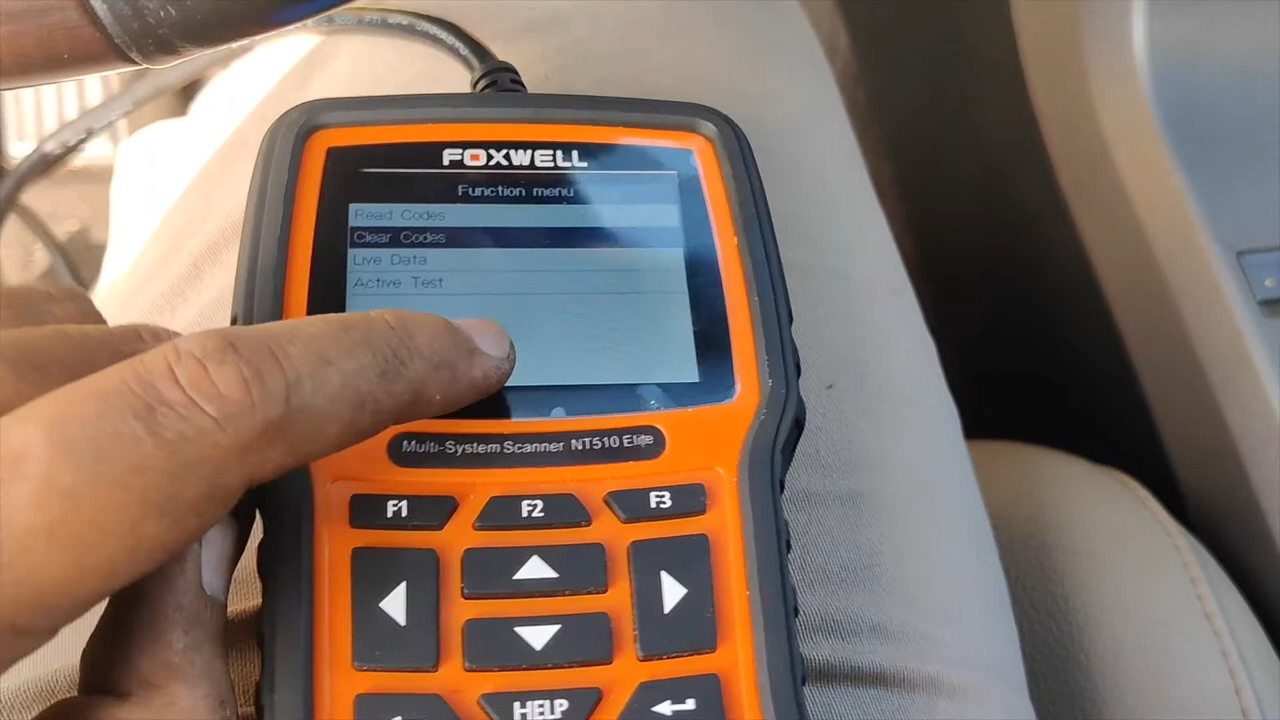 FOXWELL
Function menu
Read Codes
Clear Codes
Live Data
Active Test
Multi-System Scanner NT510 Elite
F1
F2
F3
HELP